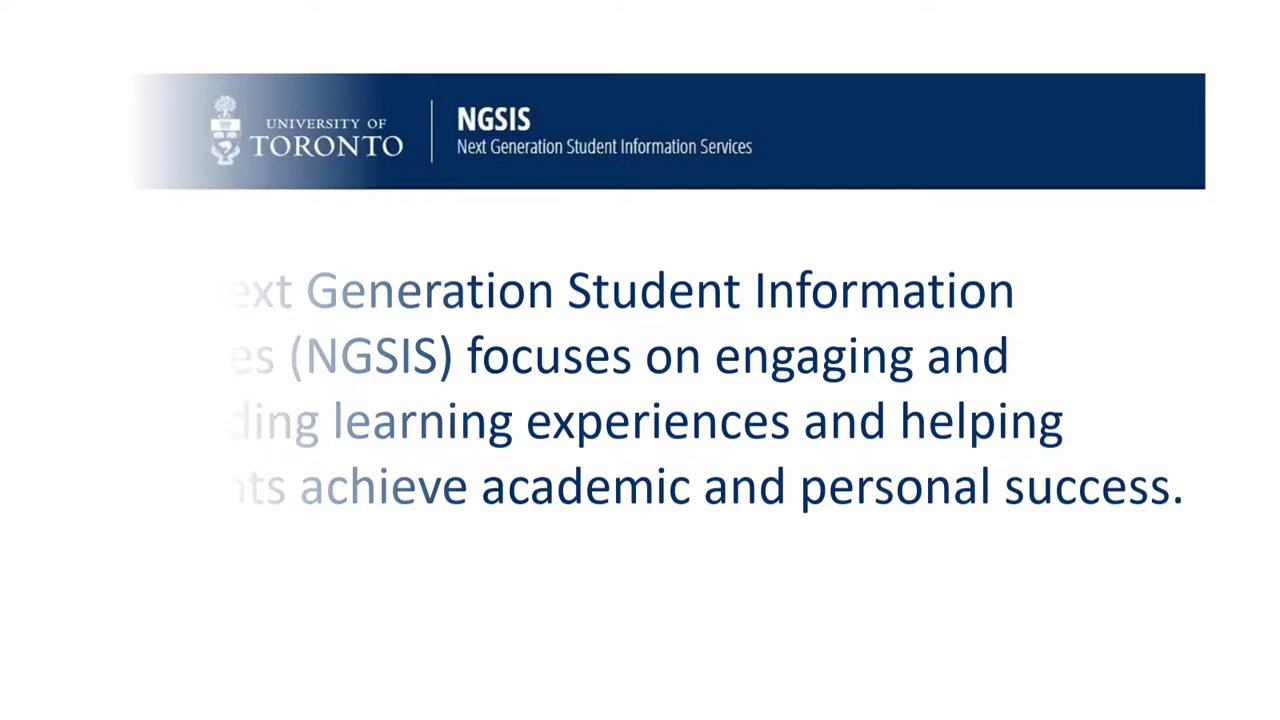 UNIVERSITY OF
TORONTO
NGSIS
Next Generation Student Information Services
Next Generation Student Information
(NGSIS) focuses on engaging and
learning experiences and helping
achieve academic and personal success.